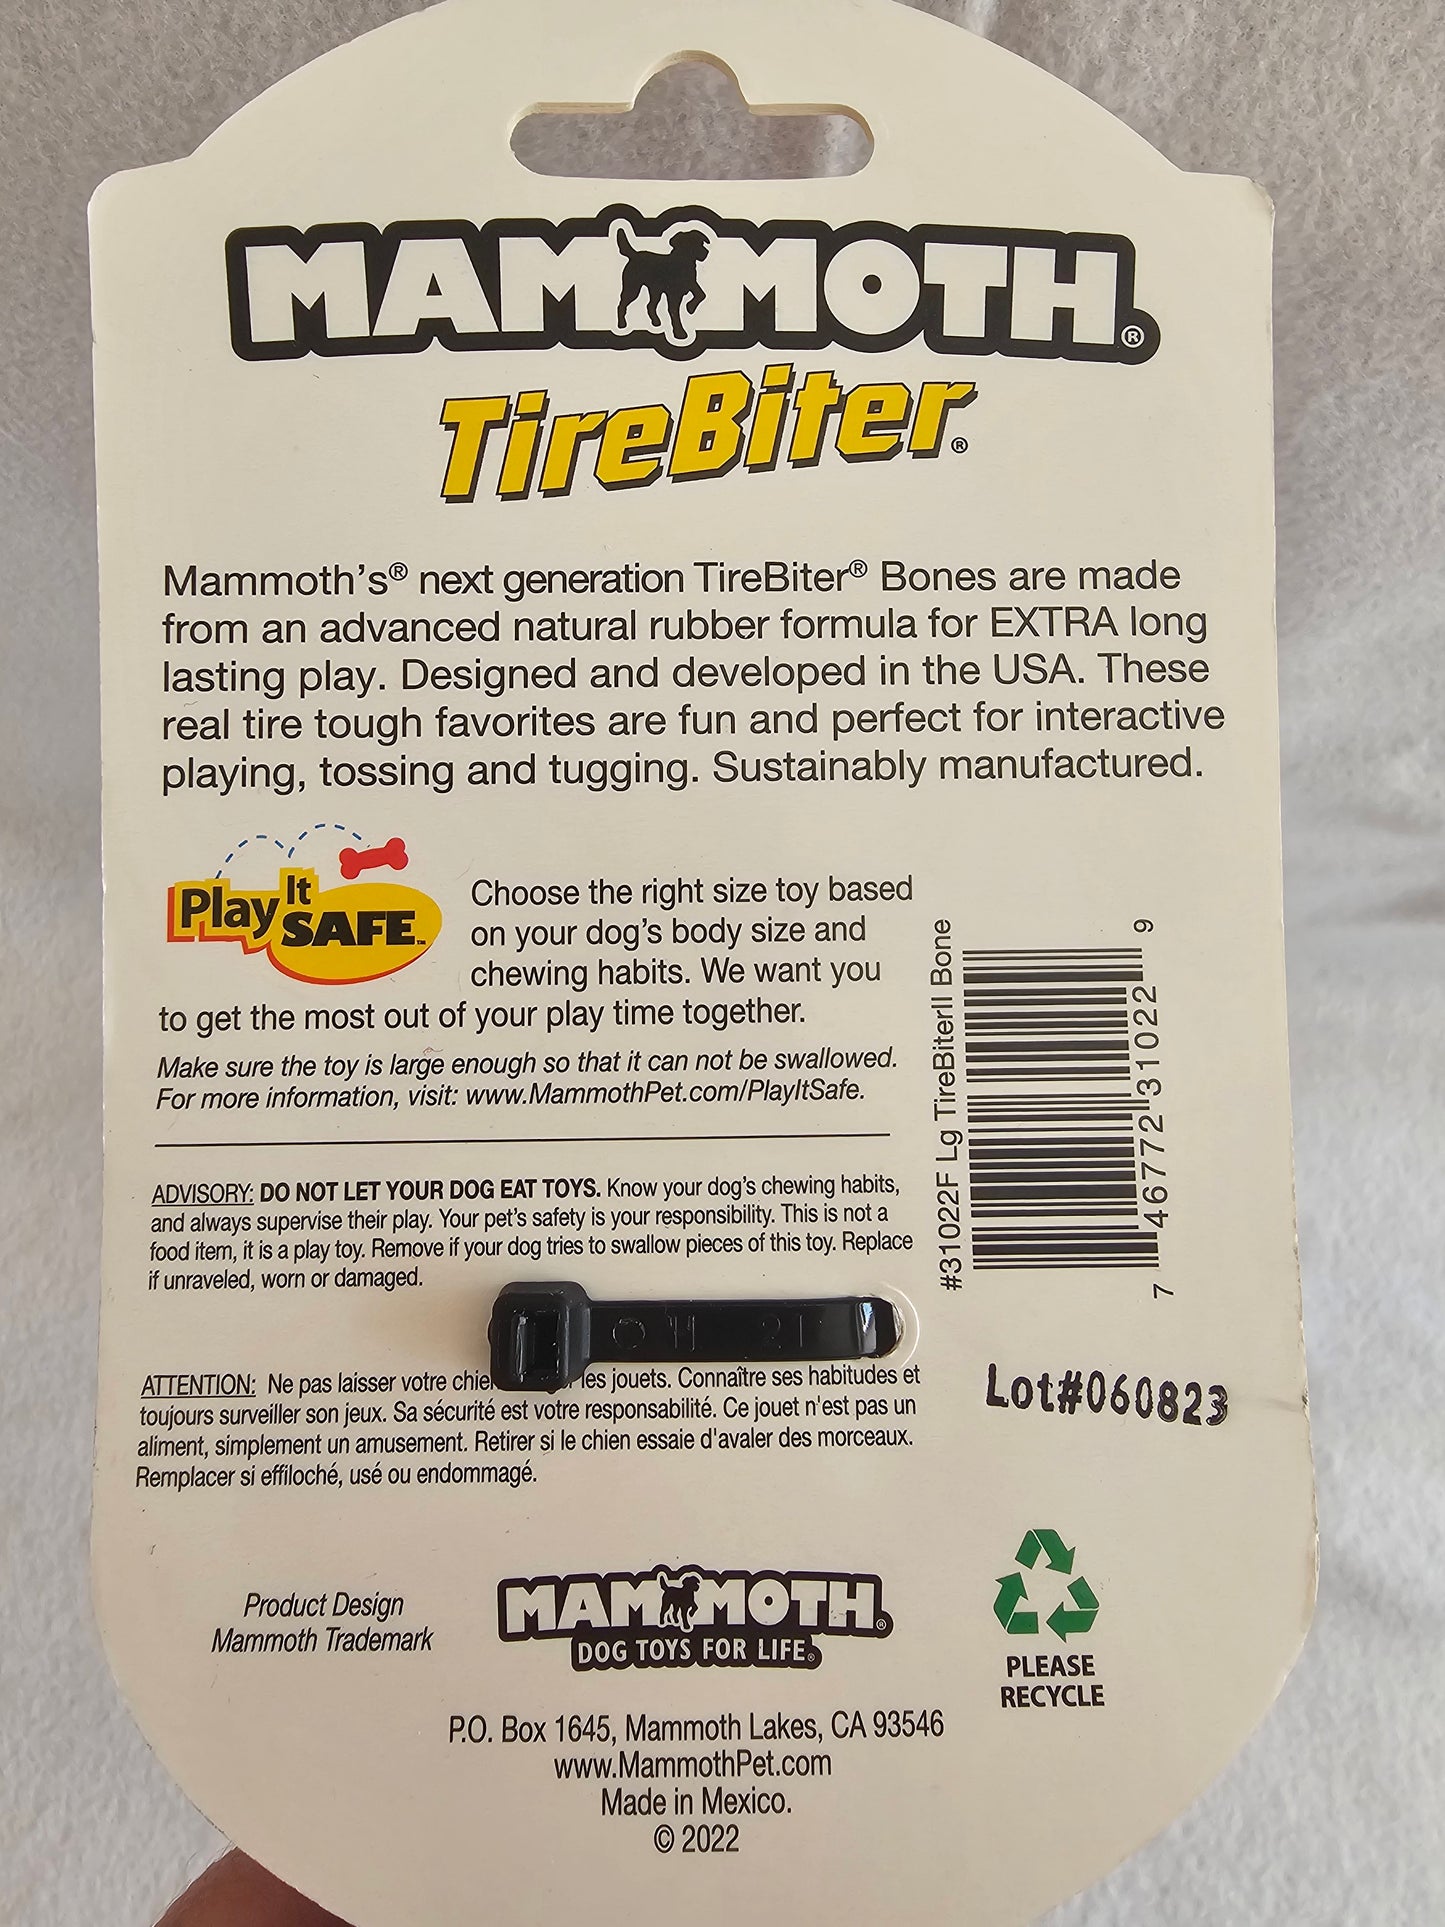 MAMMOTH®
TireBiter®
Mammoth's® next generation TireBiter® Bones are made
from an advanced natural rubber formula for EXTRA long
lasting play. Designed and developed in the USA. These
real tire tough favorites are fun and perfect for interactive
playing, tossing and tugging. Sustainably manufactured.
Play It SAFE™
Choose the right size toy based
on your dog's body size and
chewing habits. We want you
to get the most out of your play time together.
Make sure the toy is large enough so that it can not be swallowed.
For more information, visit: www.MammothPet.com/PlayItSafe.
#31022F Lg TireBiterII Bone
7 46772 31022 9
ADVISORY: DO NOT LET YOUR DOG EAT TOYS. Know your dog's chewing habits,
and always supervise their play. Your pet's safety is your responsibility. This is not a
food item, it is a play toy. Remove if your dog tries to swallow pieces of this toy. Replace
if unraveled, worn or damaged.
ATTENTION: Ne pas laisser votre les jouets. Connaître ses habitudes et
toujours surveiller son jeux. Sa sécurité est votre responsabilité. Ce jouet n'est pas un
aliment, simplement un amusement. Retirer si le chien essaie d'avaler des morceaux.
Remplacer si effiloché, usé ou endommagé.
Lot#060823
Product Design
Mammoth Trademark
MAMMOTH®
DOG TOYS FOR LIFE®
PLEASE
RECYCLE
P.O. Box 1645, Mammoth Lakes, CA 93546
www.MammothPet.com
Made in Mexico.
© 2022